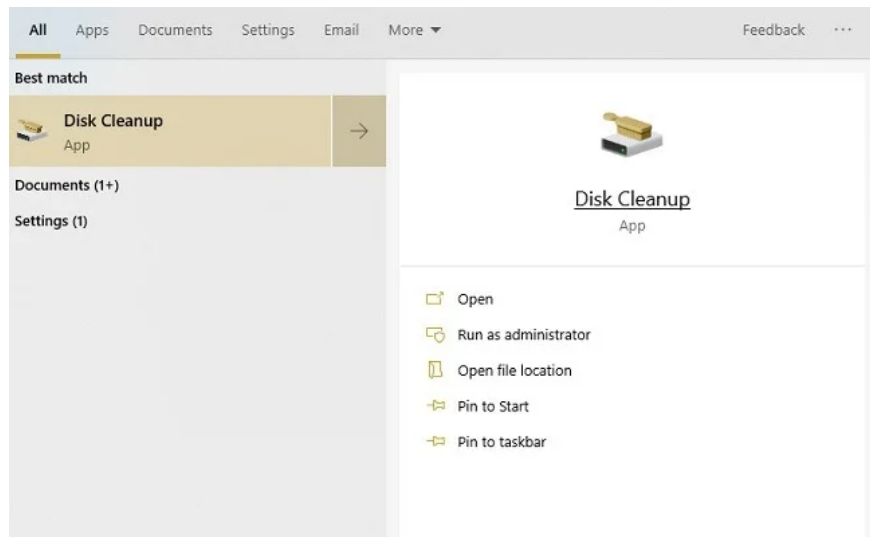 All Apps Documents Settings Email More Feedback ...
Best match
Disk Cleanup
App
Documents (1+)
Settings (1)
Disk Cleanup
App
Open
Run as administrator
Open file location
Pin to Start
Pin to taskbar